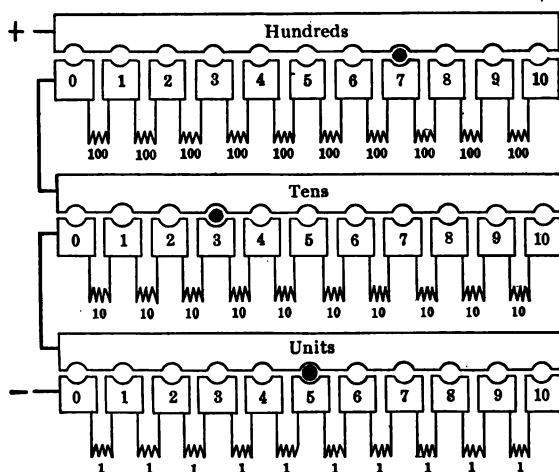 +
Hundreds
0 1 2 3 4 5 6 7 8 9 10
100 100 100 100 100 100 100 100 100 100
Tens
0 1 2 3 4 5 6 7 8 9 10
10 10 10 10 10 10 10 10 10 10
Units
− 0 1 2 3 4 5 6 7 8 9 10
1 1 1 1 1 1 1 1 1 1